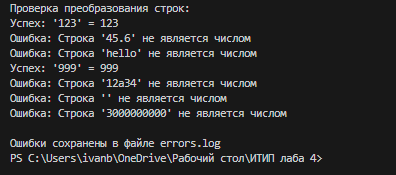 Проверка преобразования строк:
Успех: '123' = 123
Ошибка: Строка '45.6' не является числом
Ошибка: Строка 'hello' не является числом
Успех: '999' = 999
Ошибка: Строка '12a34' не является числом
Ошибка: Строка '' не является числом
Ошибка: Строка '3000000000' не является числом
Ошибки сохранены в файле errors.log
PS C:\Users\ivanb\OneDrive\Рабочий стол\ИТИП лаба 4>